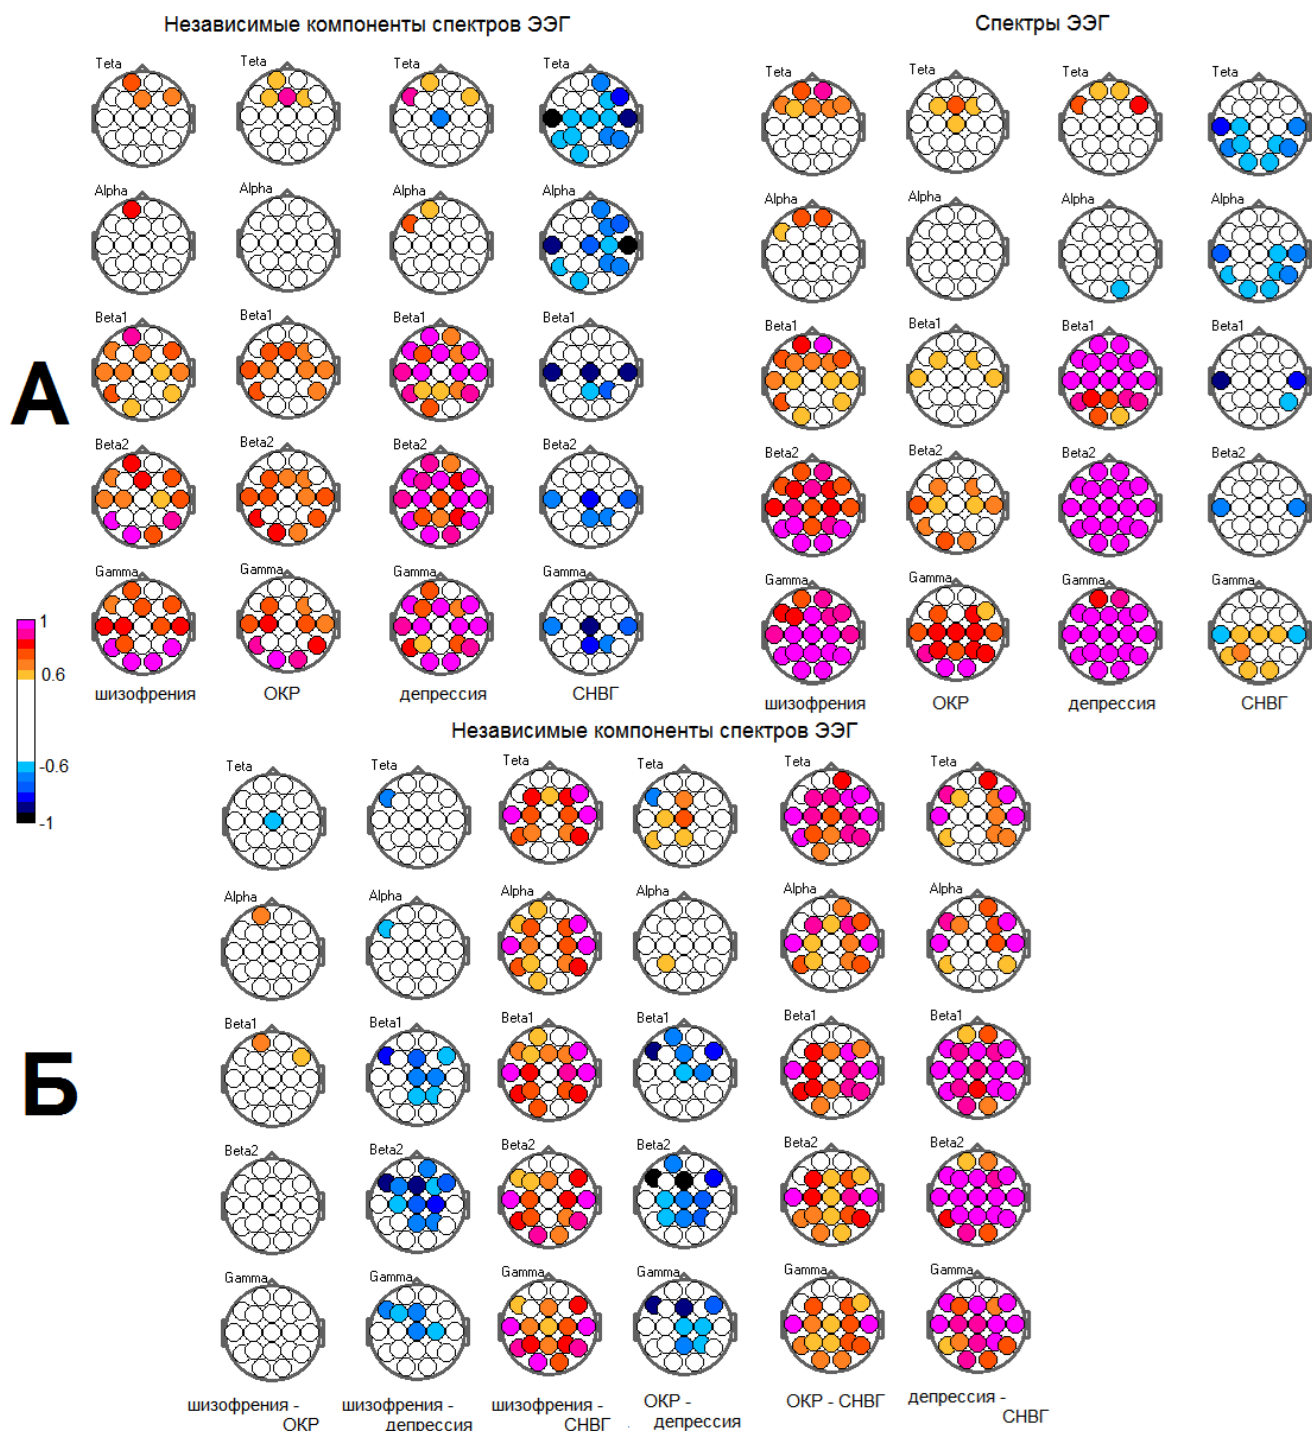 Независимые компоненты спектров ЭЭГ
Спектры ЭЭГ
Teta Teta Teta Teta Teta Teta Teta Teta
Alpha Alpha Alpha Alpha Alpha Alpha Alpha Alpha
Beta1 Beta1 Beta1 Beta1 Beta1 Beta1 Beta1 Beta1
А
Beta2 Beta2 Beta2 Beta2 Beta2 Beta2 Beta2 Beta2
Gamma Gamma Gamma Gamma Gamma Gamma Gamma Gamma
1
0.6
-0.6
-1
шизофрения ОКР депрессия СНВГ шизофрения ОКР депрессия СНВГ
Независимые компоненты спектров ЭЭГ
Teta Teta Teta Teta Teta Teta
Alpha Alpha Alpha Alpha Alpha Alpha
Beta1 Beta1 Beta1 Beta1 Beta1 Beta1
Б
Beta2 Beta2 Beta2 Beta2 Beta2 Beta2
Gamma Gamma Gamma Gamma Gamma Gamma
шизофрения - шизофрения - шизофрения - ОКР - ОКР - СНВГ депрессия -
ОКР депрессия СНВГ депрессия СНВГ